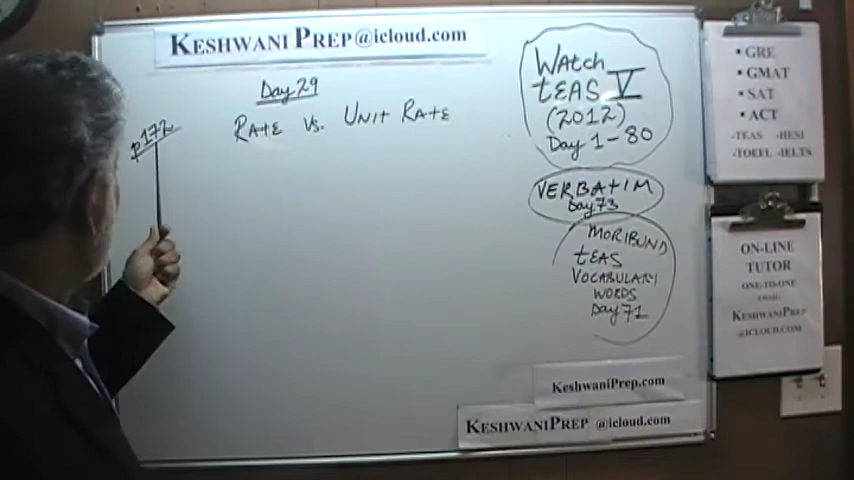 KESHWANI PREP@icloud.com
Day 29
RATE VS. UNIT RATE
p172
WAtch
tEAS V
(2012)
Day 1-80
VERBATIM
Day 73
MORIBUND
tEAS
VOCABULARY
WORDS
Day 71
KeshwaniPrep.com
KESHWANIPREP @icloud.com
• GRE
• GMAT
• SAT
• ACT
-TEAS -HESI
-TOEFL -IELTS
ON-LINE
TUTOR
ONE-TO-ONE
EMAIL:
KESHWANIPREP
@ICLOUD.COM